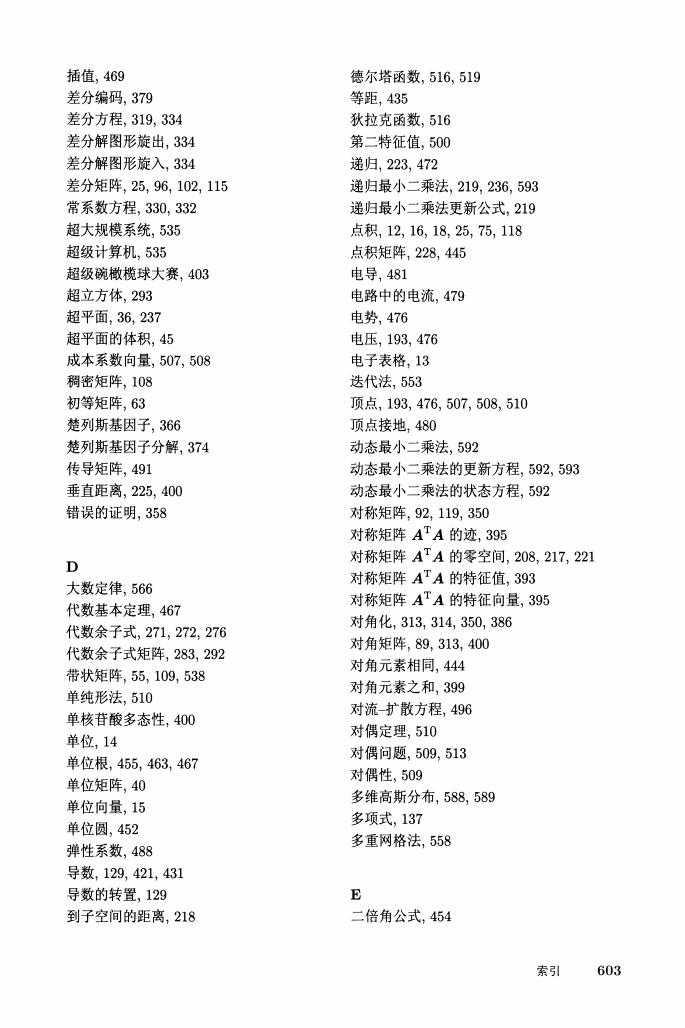 插值, 469
差分编码, 379
差分方程, 319, 334
差分解图形旋出, 334
差分解图形旋入, 334
差分矩阵, 25, 96, 102, 115
常系数方程, 330, 332
超大规模系统, 535
超级计算机, 535
超级碗橄榄球大赛, 403
超立方体, 293
超平面, 36, 237
超平面的体积, 45
成本系数向量, 507, 508
稠密矩阵, 108
初等矩阵, 63
楚列斯基因子, 366
楚列斯基因子分解, 374
传导矩阵, 491
垂直距离, 225, 400
错误的证明, 358
D
大数定律, 566
代数基本定理, 467
代数余子式, 271, 272, 276
代数余子式矩阵, 283, 292
带状矩阵, 55, 109, 538
单纯形法, 510
单核苷酸多态性, 400
单位, 14
单位根, 455, 463, 467
单位矩阵, 40
单位向量, 15
单位圆, 452
弹性系数, 488
导数, 129, 421, 431
导数的转置, 129
到子空间的距离, 218
德尔塔函数, 516, 519
等距, 435
狄拉克函数, 516
第二特征值, 500
递归, 223, 472
递归最小二乘法, 219, 236, 593
递归最小二乘法更新公式, 219
点积, 12, 16, 18, 25, 75, 118
点积矩阵, 228, 445
电导, 481
电路中的电流, 479
电势, 476
电压, 193, 476
电子表格, 13
迭代法, 553
顶点, 193, 476, 507, 508, 510
顶点接地, 480
动态最小二乘法, 592
动态最小二乘法的更新方程, 592, 593
动态最小二乘法的状态方程, 592
对称矩阵, 92, 119, 350
对称矩阵 AᵀA 的迹, 395
对称矩阵 AᵀA 的零空间, 208, 217, 221
对称矩阵 AᵀA 的特征值, 393
对称矩阵 AᵀA 的特征向量, 395
对角化, 313, 314, 350, 386
对角矩阵, 89, 313, 400
对角元素相同, 444
对角元素之和, 399
对流–扩散方程, 496
对偶定理, 510
对偶问题, 509, 513
对偶性, 509
多维高斯分布, 588, 589
多项式, 137
多重网格法, 558
E
二倍角公式, 454
索引 603